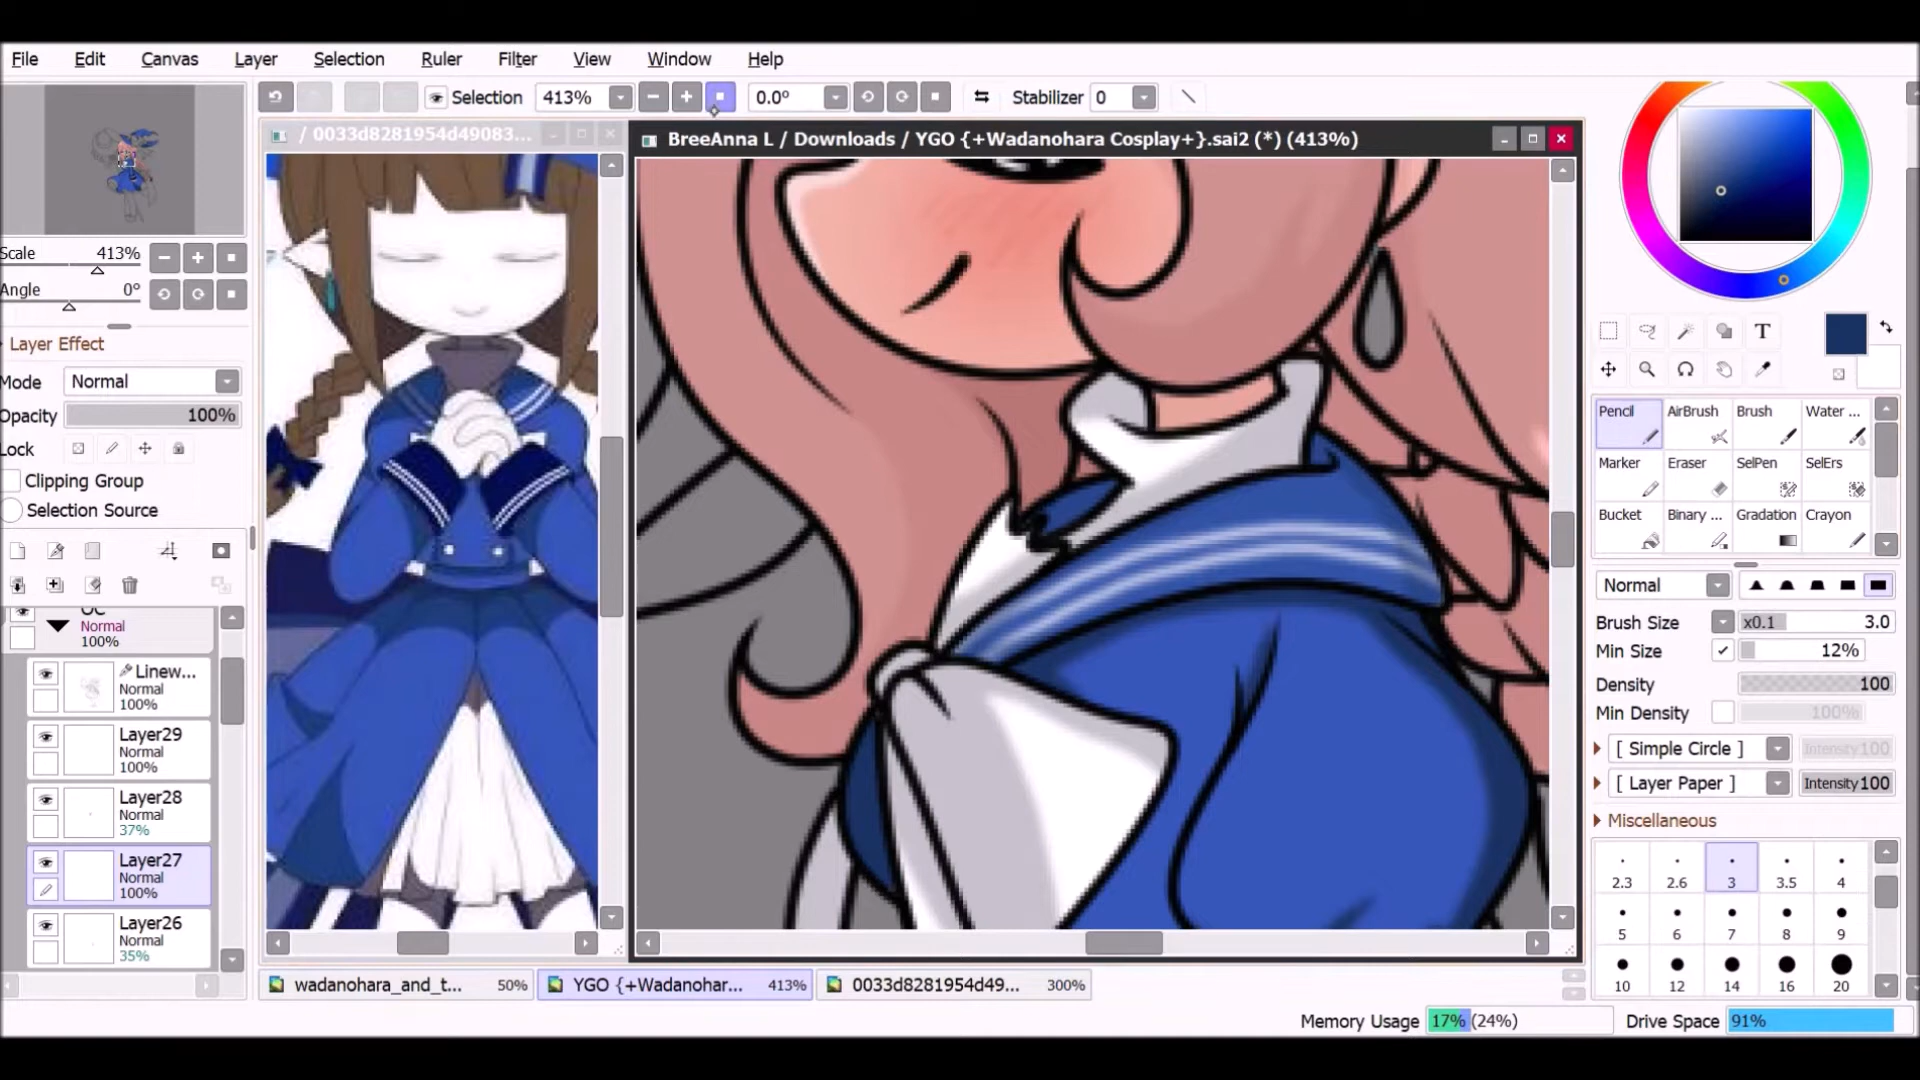 File Edit Canvas Layer Selection Ruler Filter View Window Help
Selection 413% 0.0° Stabilizer 0
/ 0033d8281954d49083...
BreeAnna L / Downloads / YGO {+Wadanohara Cosplay+}.sai2 (*) (413%)
Scale 413%
Angle 0°
Layer Effect
Mode Normal
Opacity 100%
Lock
Clipping Group
Selection Source
OC
Normal
100%
Linew...
Normal
100%
Layer29
Normal
100%
Layer28
Normal
37%
Layer27
Normal
100%
Layer26
Normal
35%
T
Pencil AirBrush Brush Water ...
Marker Eraser SelPen SelErs
Bucket Binary ... Gradation Crayon
Normal
Brush Size x0.1 3.0
Min Size 12%
Density 100
Min Density 100%
[ Simple Circle ] Intensity 100
[ Layer Paper ] Intensity 100
Miscellaneous
2.3 2.6 3 3.5 4
5 6 7 8 9
10 12 14 16 20
wadanohara_and_t... 50% YGO {+Wadanohar... 413% 0033d8281954d49... 300%
Memory Usage 17% (24%) Drive Space 91%